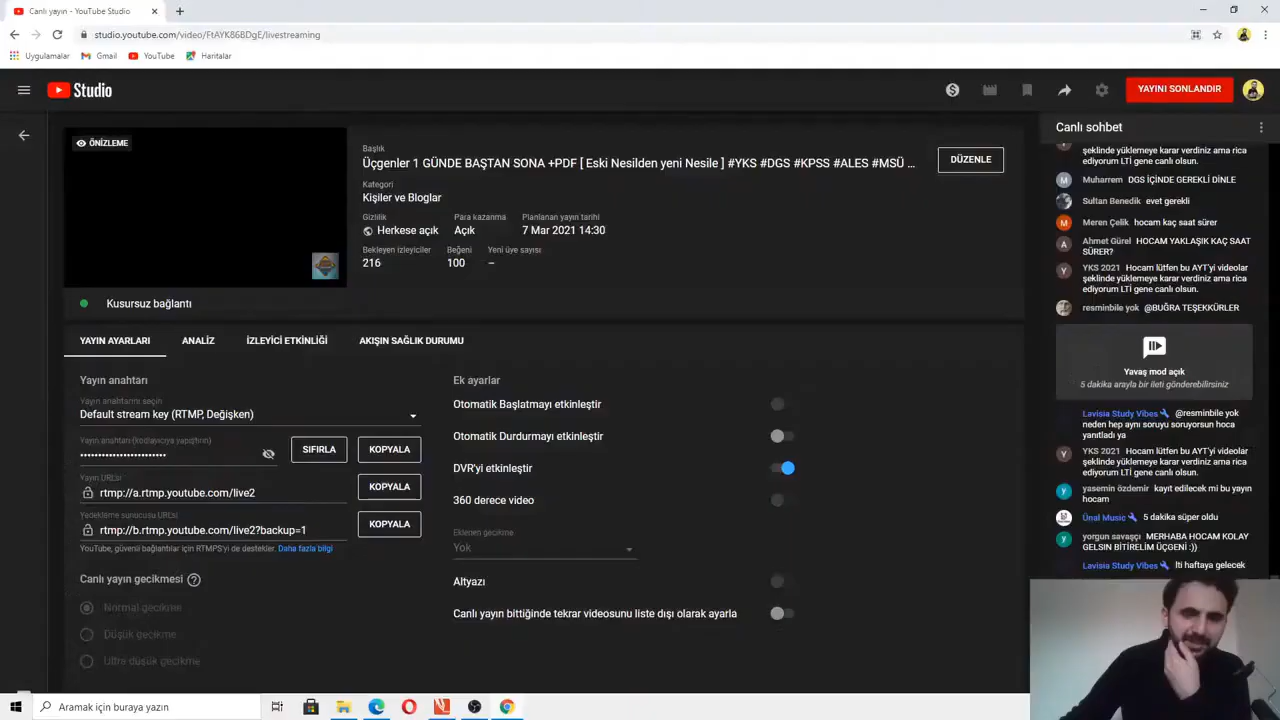 Canlı yayın - YouTube Studio
studio.youtube.com/video/FtAYK86BDgE/livestreaming
Uygulamalar
Gmail
YouTube
Haritalar
Studio
YAYINI SONLANDIR
ÖNİZLEME
Başlık
Üçgenler 1 GÜNDE BAŞTAN SONA +PDF [ Eski Nesilden yeni Nesile ] #YKS #DGS #KPSS #ALES #MSÜ ...
DÜZENLE
Kategori
Kişiler ve Bloglar
Gizlilik
Para kazanma
Planlanan yayın tarihi
Herkese açık
Açık
7 Mar 2021 14:30
Bekleyen izleyiciler
Beğeni
Yeni üye sayısı
216
100
–
Kusursuz bağlantı
YAYIN AYARLARI
ANALİZ
İZLEYİCİ ETKİNLİĞİ
AKIŞIN SAĞLIK DURUMU
Yayın anahtarı
Yayın anahtarını seçin
Default stream key (RTMP, Değişken)
Yayın anahtarı (kodlayıcıya yapıştırın)
••••••••••••••••••••••••
SIFIRLA
KOPYALA
Yayın URL'si
rtmp://a.rtmp.youtube.com/live2
KOPYALA
Yedekleme sunucusu URL'si
rtmp://b.rtmp.youtube.com/live2?backup=1
KOPYALA
YouTube, güvenli bağlantılar için RTMPS'yi de destekler. Daha fazla bilgi
Canlı yayın gecikmesi
Normal gecikme
Düşük gecikme
Ultra düşük gecikme
Ek ayarlar
Otomatik Başlatmayı etkinleştir
Otomatik Durdurmayı etkinleştir
DVR'yi etkinleştir
360 derece video
Eklenen gecikme
Yok
Altyazı
Canlı yayın bittiğinde tekrar videosunu liste dışı olarak ayarla
Canlı sohbet
şeklinde yüklemeye karar verdiniz ama rica
ediyorum LTİ gene canlı olsun.
Muharrem DGS İÇİNDE GEREKLİ DİNLE
Sultan Benedik evet gerekli
Meren Çelik hocam kaç saat sürer
Ahmet Gürel HOCAM YAKLAŞIK KAÇ SAAT
SÜRER?
YKS 2021 Hocam lütfen bu AYT'yi videolar
şeklinde yüklemeye karar verdiniz ama rica
ediyorum LTİ gene canlı olsun.
resminbile yok @BUĞRA TEŞEKKÜRLER
Yavaş mod açık
5 dakika arayla bir ileti gönderebilirsiniz
Lavisia Study Vibes @resminbile yok
neden hep aynı soruyu soruyorsun hoca
yanıtladı ya
YKS 2021 Hocam lütfen bu AYT'yi videolar
şeklinde yüklemeye karar verdiniz ama rica
ediyorum LTİ gene canlı olsun.
yasemin özdemir kayıt edilecek mi bu yayın
hocam
Ünal Music 5 dakika süper oldu
yorgun savaşçı MERHABA HOCAM KOLAY
GELSIN BİTİRELİM ÜÇGENİ :))
Lavisia Study Vibes lti haftaya gelecek
Aramak için buraya yazın